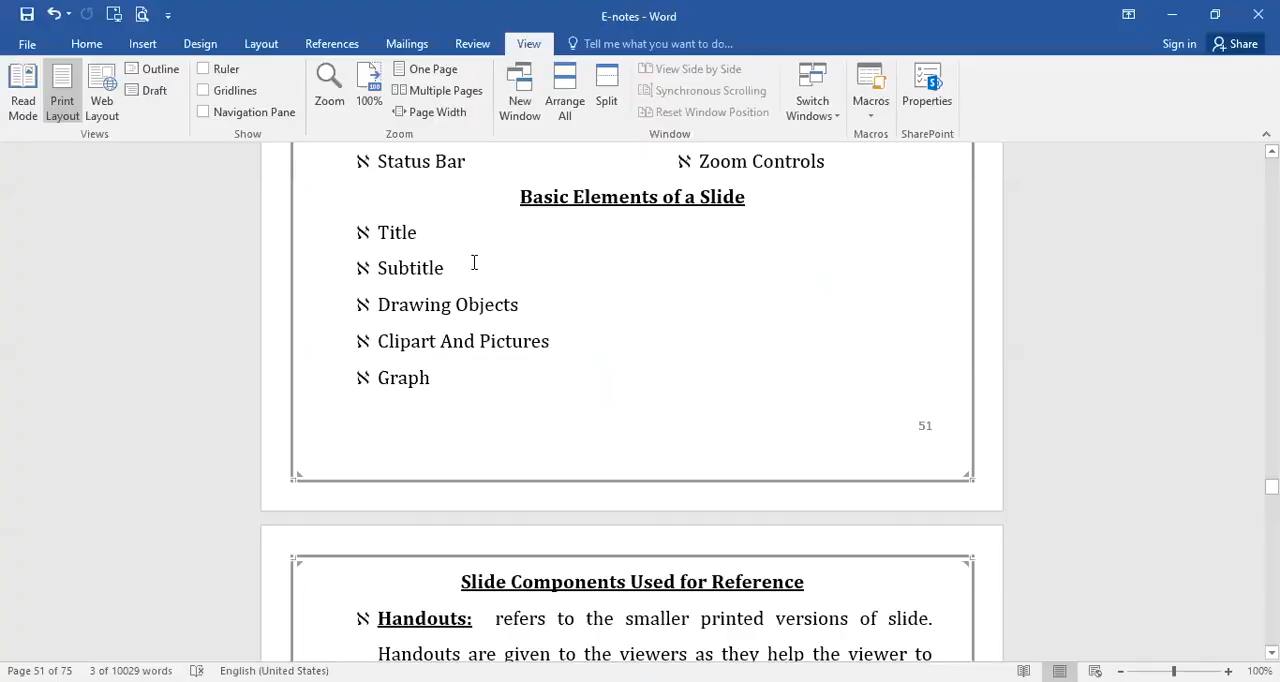 E-notes - Word
File Home Insert Design Layout References Mailings Review View Tell me what you want to do... Sign in Share
Read Mode
Print Layout
Web Layout
Outline
Draft
Views
Ruler
Gridlines
Navigation Pane
Show
Zoom
100
100%
One Page
Multiple Pages
Page Width
Zoom
New Window
Arrange All
Split
View Side by Side
Synchronous Scrolling
Reset Window Position
Window
Switch Windows
Macros
Macros
Properties
SharePoint
ℵ Status Bar ℵ Zoom Controls
Basic Elements of a Slide
ℵ Title
ℵ Subtitle
ℵ Drawing Objects
ℵ Clipart And Pictures
ℵ Graph
51
Slide Components Used for Reference
ℵ Handouts: refers to the smaller printed versions of slide.
Handouts are given to the viewers as they help the viewer to
Page 51 of 75 3 of 10029 words English (United States) 100%